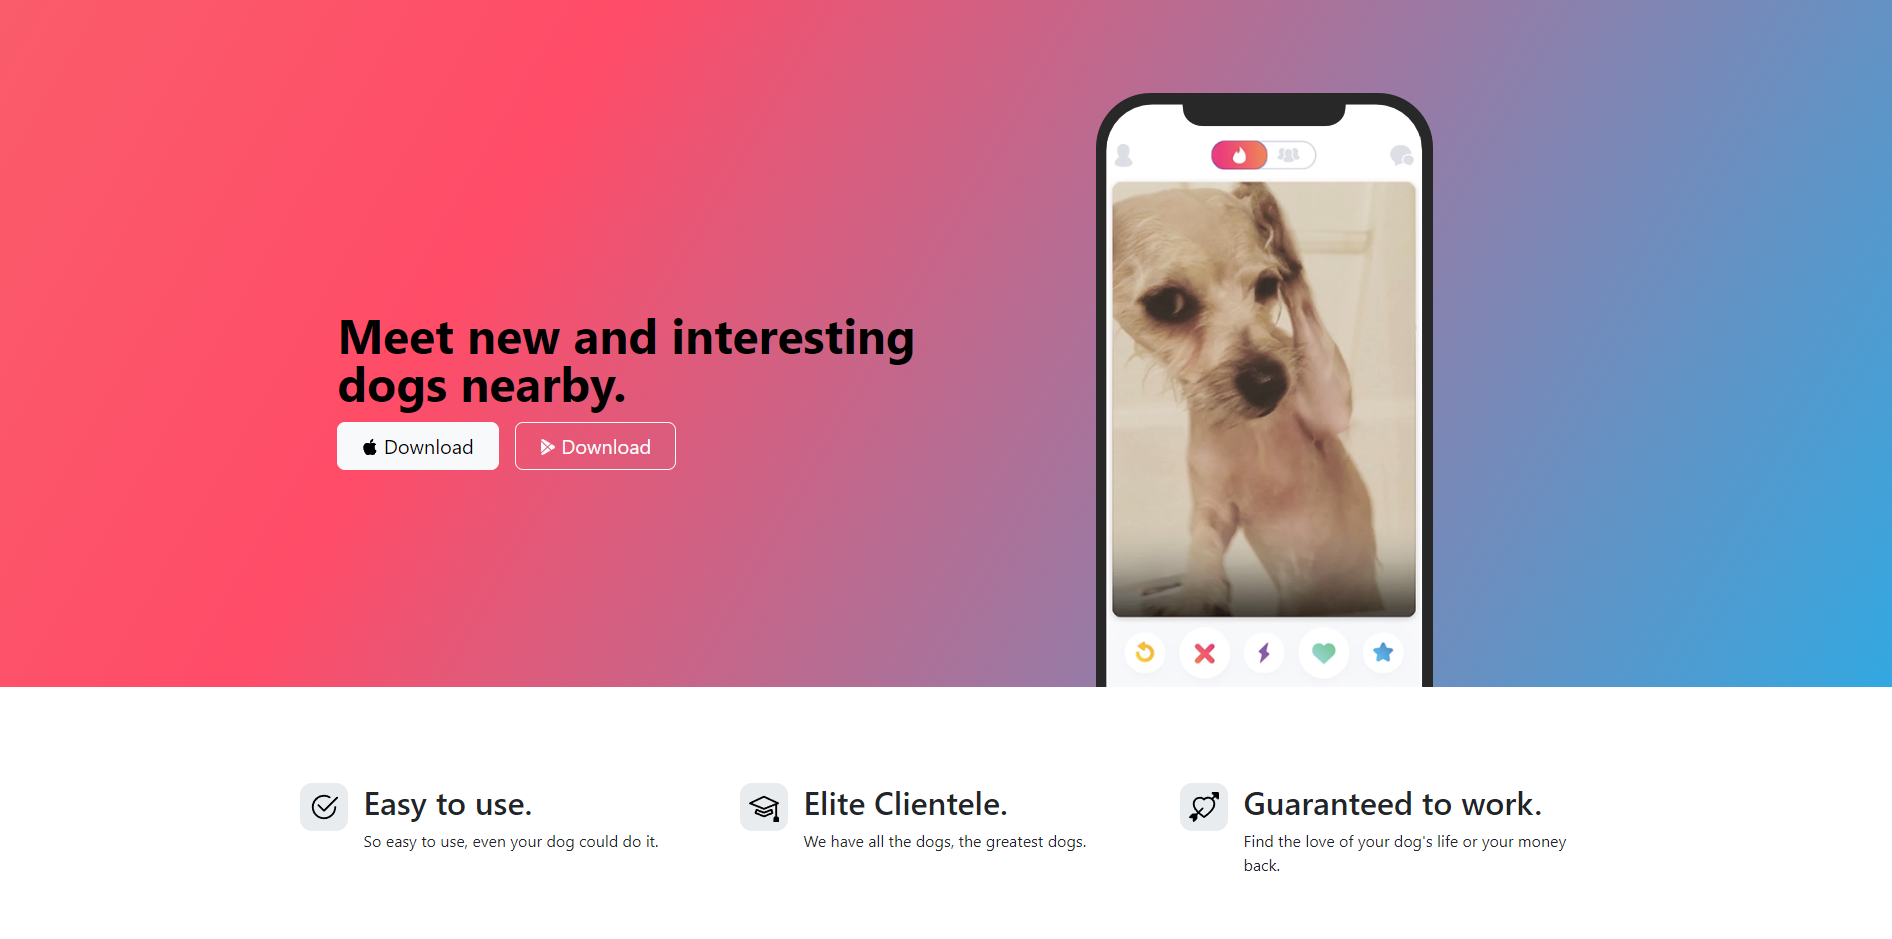 Meet new and interesting
dogs nearby.
Download
Download
Easy to use.
So easy to use, even your dog could do it.
Elite Clientele.
We have all the dogs, the greatest dogs.
Guaranteed to work.
Find the love of your dog's life or your money
back.